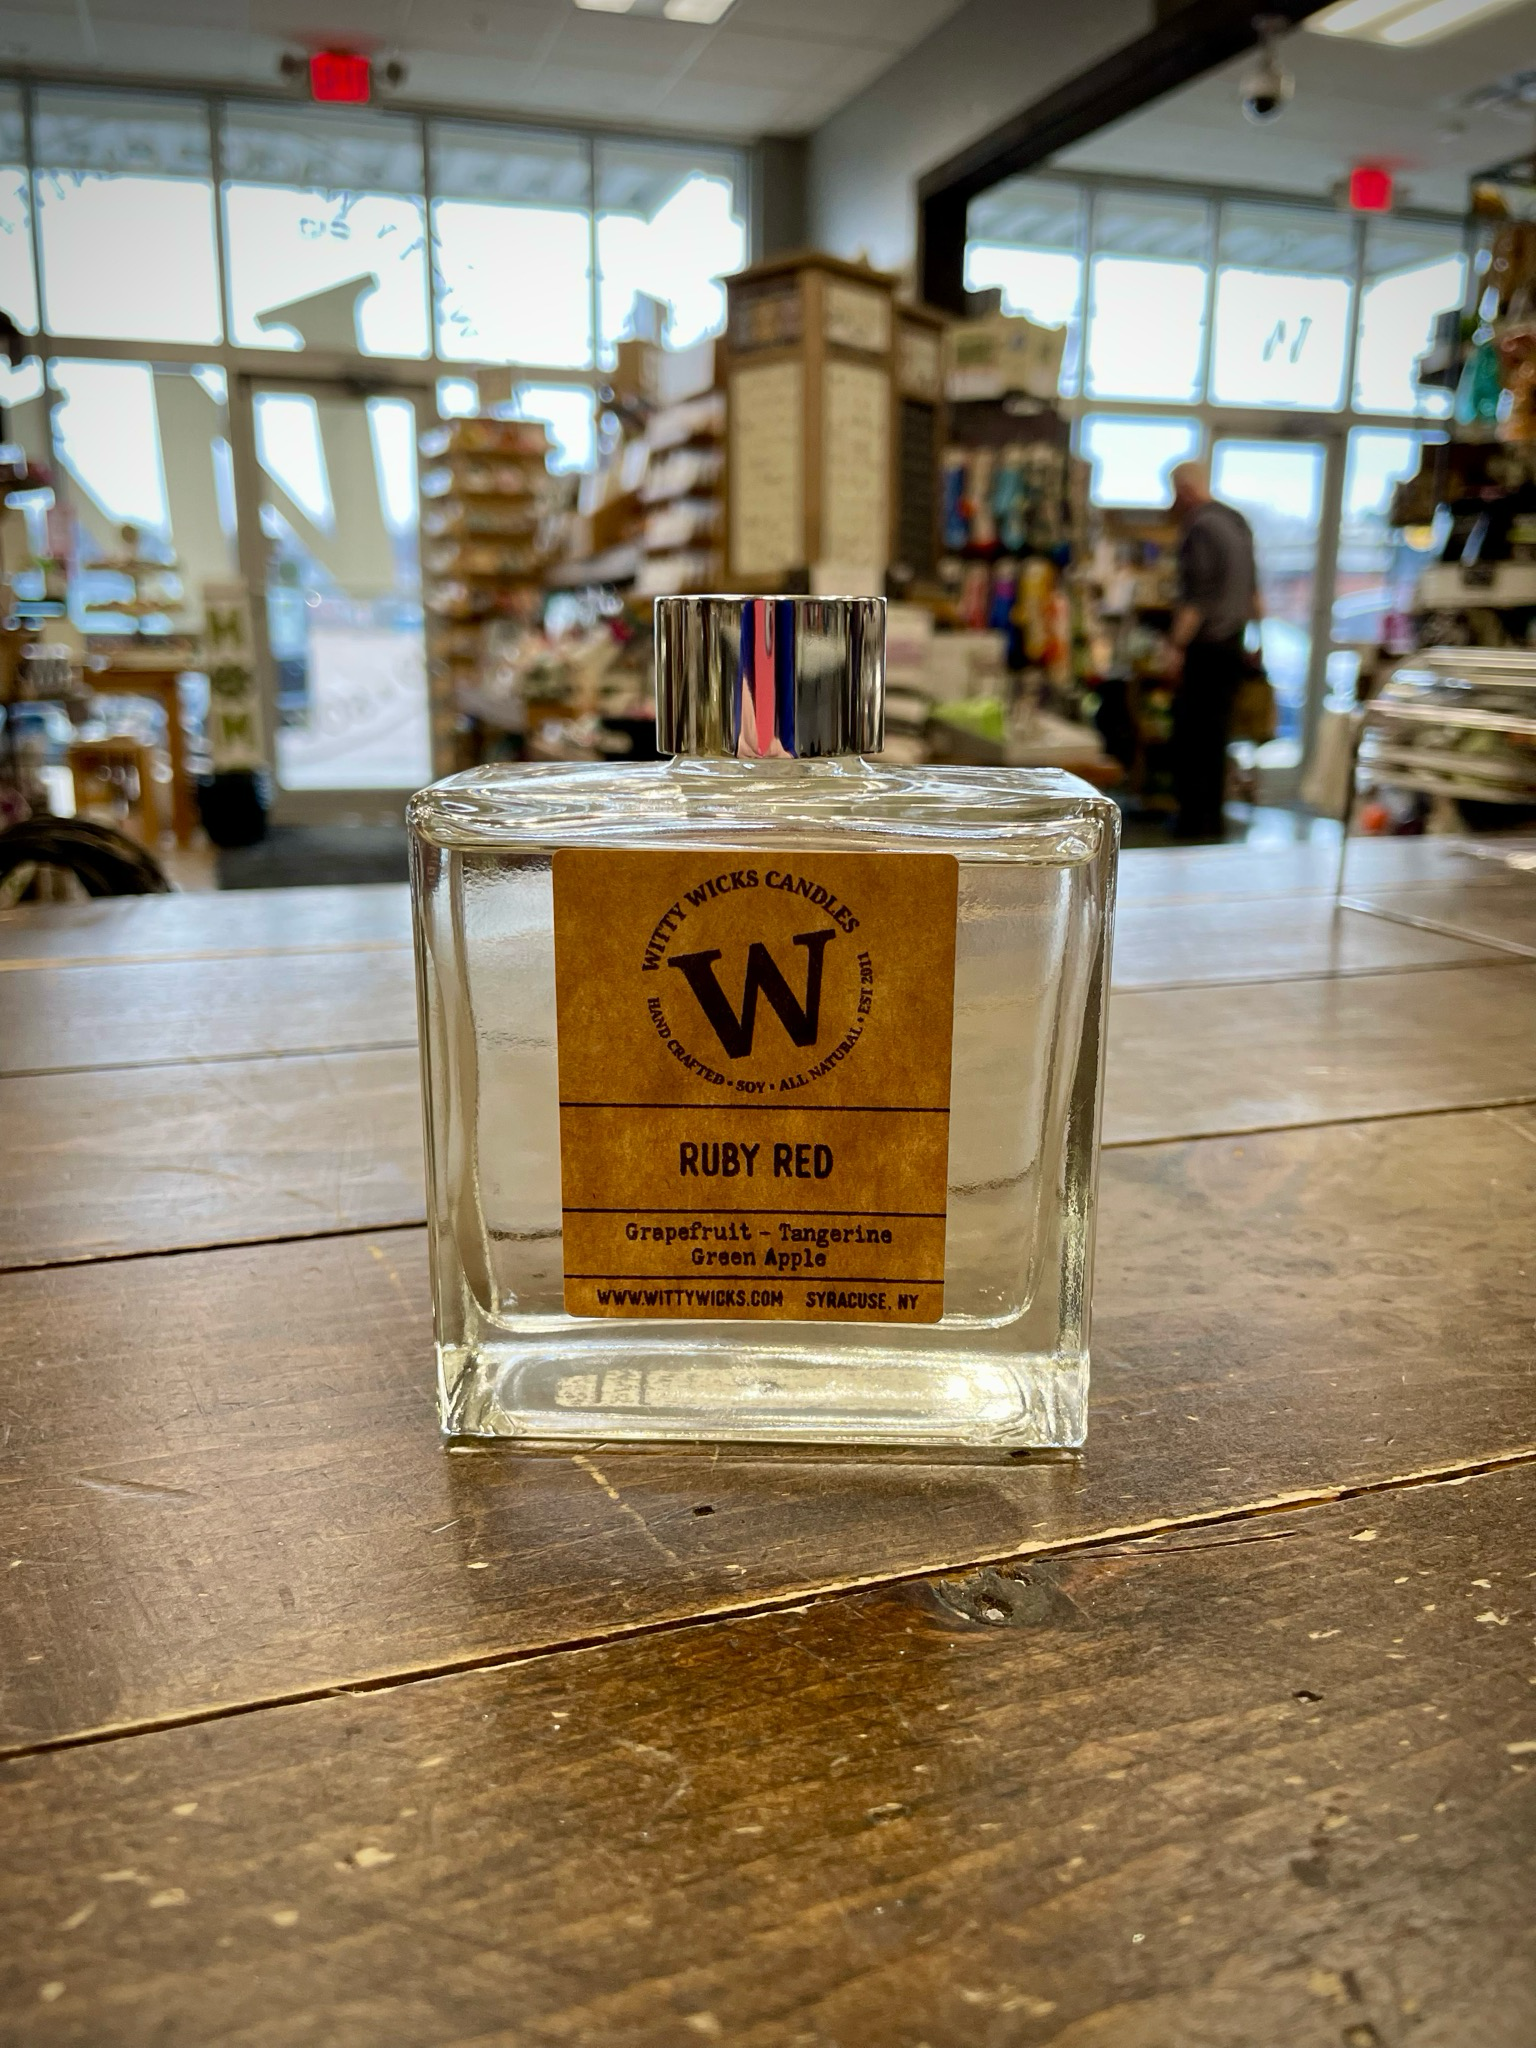 WITTY WICKS CANDLES
W
HAND CRAFTED • SOY • ALL NATURAL • EST 2011
RUBY RED
Grapefruit - Tangerine
Green Apple
WWW.WITTYWICKS.COM SYRACUSE, NY